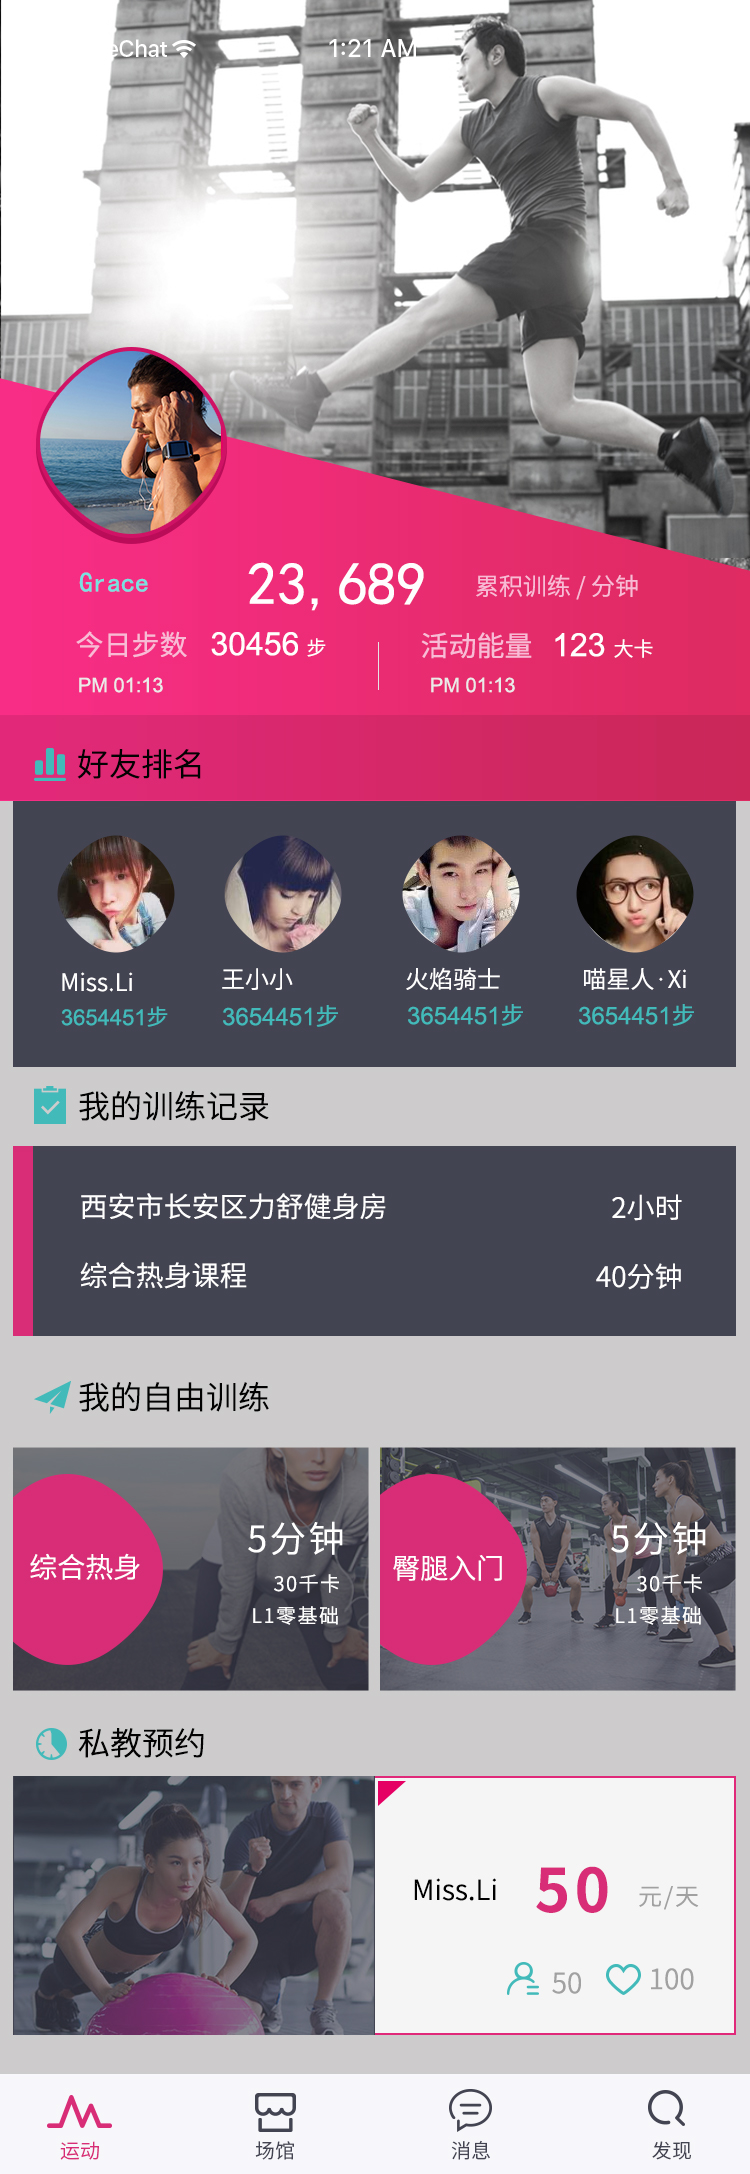 eChat
1:21 AM
Grace 23,689 累积训练 / 分钟
今日步数 30456 步 活动能量 123 大卡
PM 01:13 PM 01:13
好友排名
Miss.Li 王小小 火焰骑士 喵星人·Xi
3654451步 3654451步 3654451步 3654451步
我的训练记录
西安市长安区力舒健身房 2小时
综合热身课程 40分钟
我的自由训练
综合热身
5分钟
30千卡
L1零基础
臀腿入门
5分钟
30千卡
L1零基础
私教预约
Miss.Li 50 元/天
50 100
运动 场馆 消息 发现